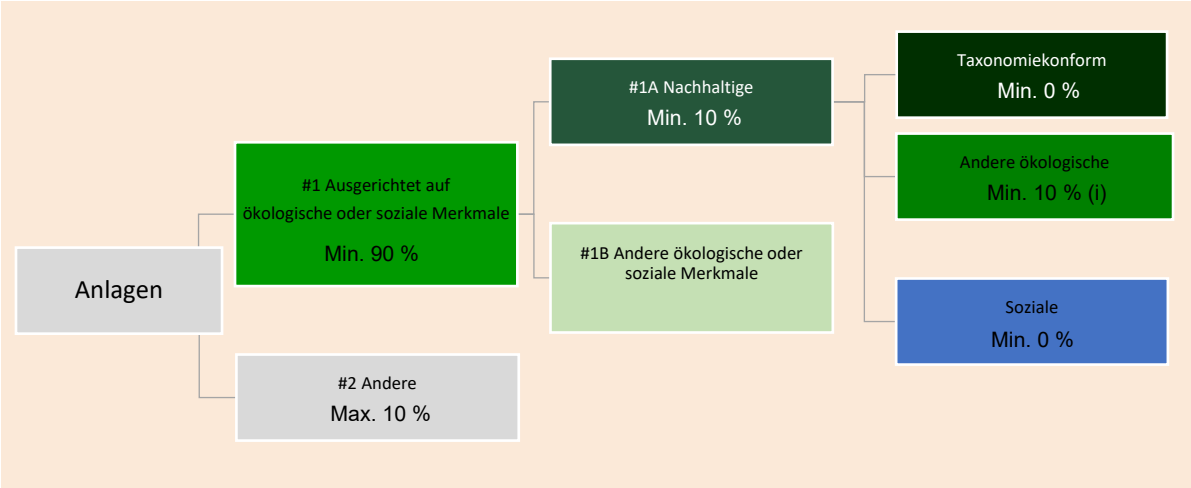 Anlagen
#1 Ausgerichtet auf
ökologische oder soziale Merkmale
Min. 90 %
#2 Andere
Max. 10 %
#1A Nachhaltige
Min. 10 %
#1B Andere ökologische oder
soziale Merkmale
Taxonomiekonform
Min. 0 %
Andere ökologische
Min. 10 % (i)
Soziale
Min. 0 %